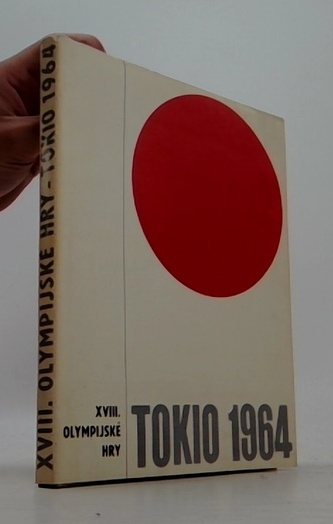 XVIII. OLYMPIJSKÉ HRY - TOKIO 1964
XVIII.
OLYMPIJSKÉ
HRY
TOKIO 1964